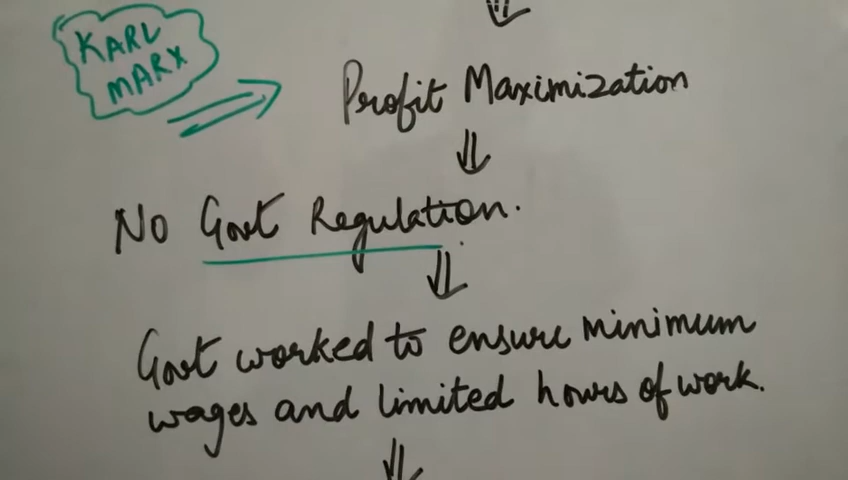 KARL
MARX
Profit Maximization
No Govt Regulation.
Govt worked to ensure minimum
wages and limited hours of work.